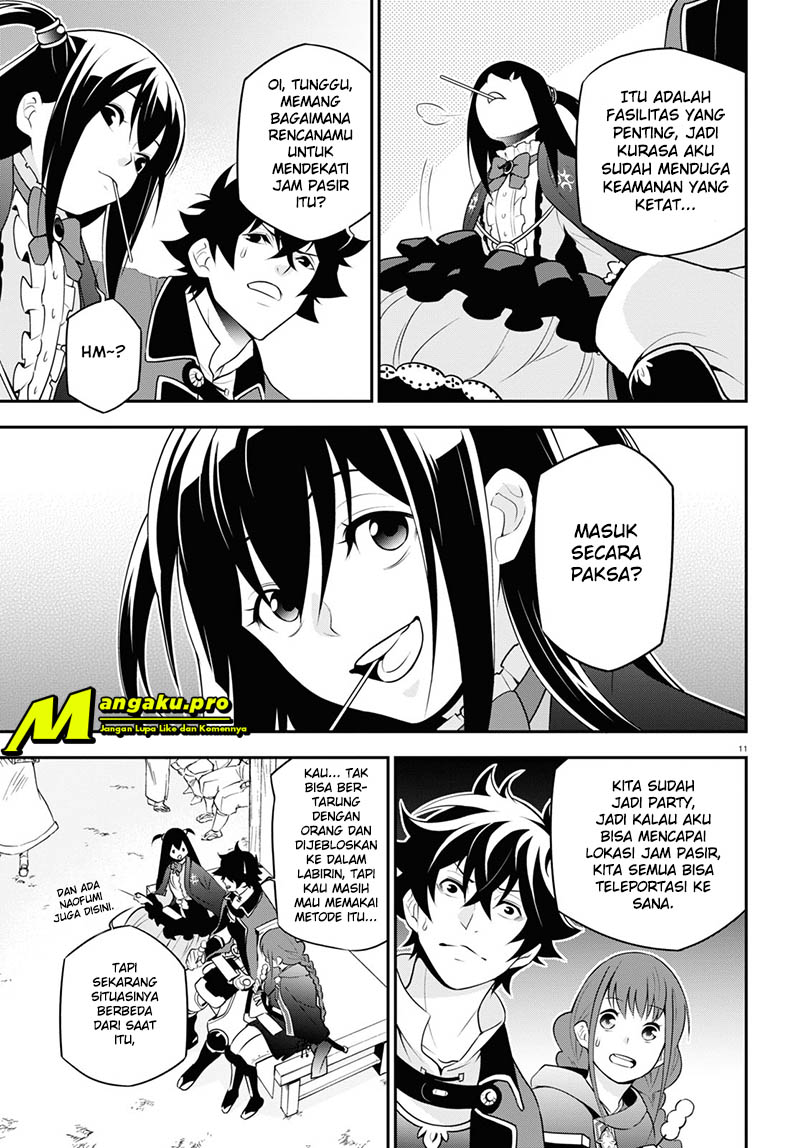 ITU ADALAH
FASILITAS YANG
PENTING, JADI
KURASA AKU
SUDAH MENDUGA
KEAMANAN YANG
KETAT...
OI, TUNGGU,
MEMANG
BAGAIMANA
RENCANAMU
UNTUK
MENDEKATI
JAM PASIR
ITU?
HM~?
MASUK
SECARA
PAKSA?
Mangaku.pro
Jangan Lupa Like dan Komennya
11
KITA SUDAH
JADI PARTY,
JADI KALAU AKU
BISA MENCAPAI
LOKASI JAM PASIR,
KITA SEMUA BISA
TELEPORTASI KE
SANA.
KAU... TAK
BISA BER-
TARUNG
DENGAN
ORANG DAN
DIJEBLOSKAN
KE DALAM
LABIRIN, TAPI
KAU MASIH
MAU MEMAKAI
METODE ITU...
DAN ADA
NAOFUMI
JUGA DISINI.
TAPI
SEKARANG
SITUASINYA
BERBEDA
DARI SAAT
ITU,